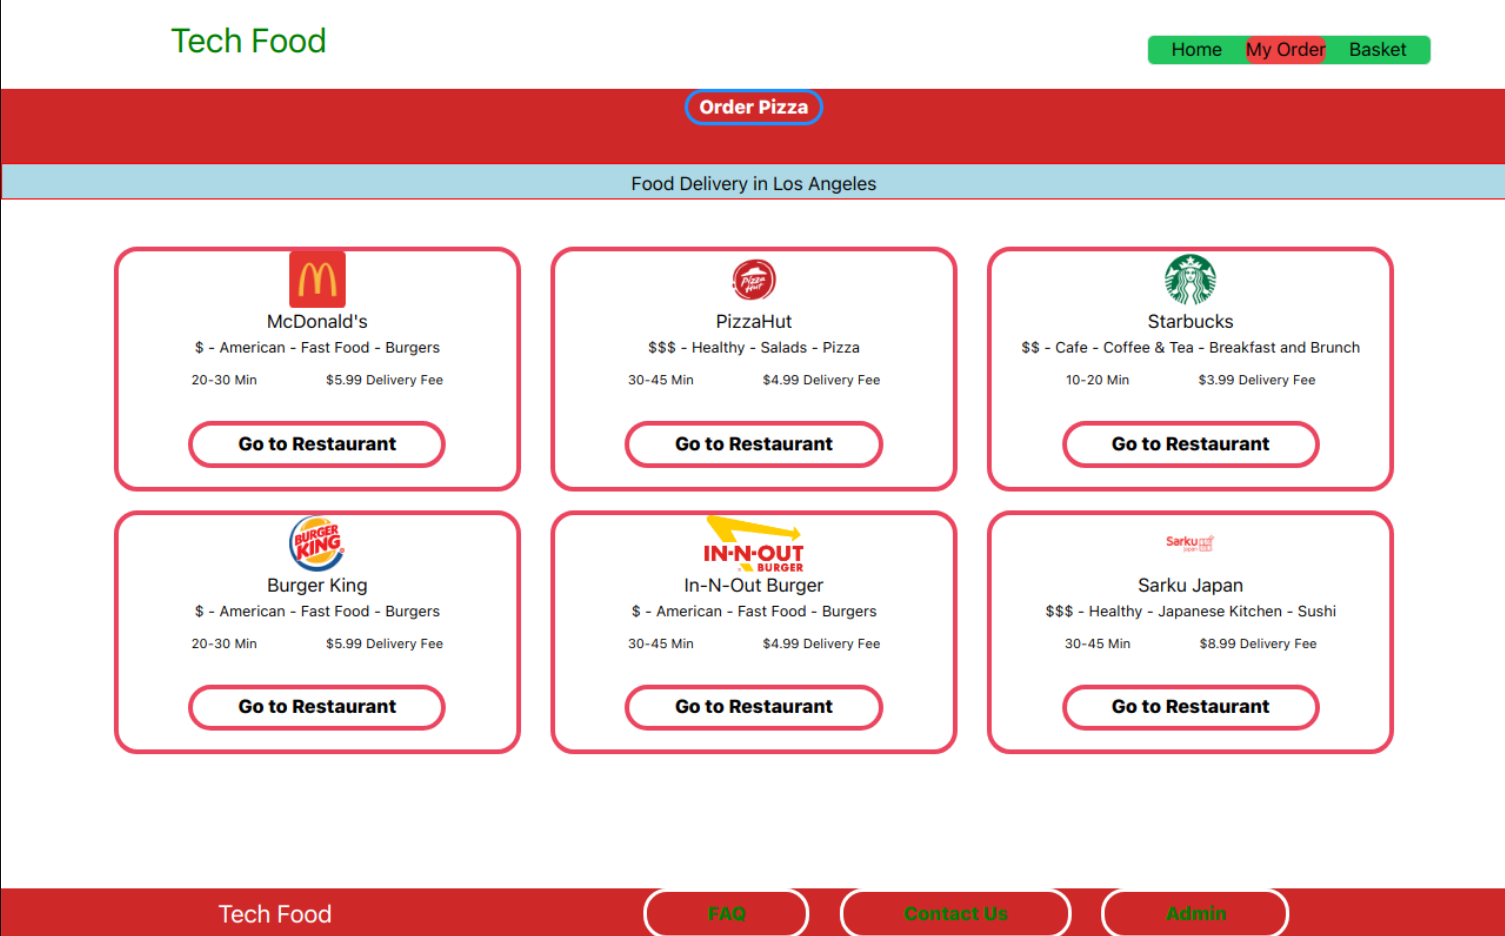 Tech Food
Home My Order Basket
Order Pizza
Food Delivery in Los Angeles
McDonald's
$ - American - Fast Food - Burgers
20-30 Min $5.99 Delivery Fee
Go to Restaurant
Pizza
Hut
PizzaHut
$$$ - Healthy - Salads - Pizza
30-45 Min $4.99 Delivery Fee
Go to Restaurant
Starbucks
$$ - Cafe - Coffee & Tea - Breakfast and Brunch
10-20 Min $3.99 Delivery Fee
Go to Restaurant
BURGER
KING
Burger King
$ - American - Fast Food - Burgers
20-30 Min $5.99 Delivery Fee
Go to Restaurant
IN-N-OUT
BURGER
In-N-Out Burger
$ - American - Fast Food - Burgers
30-45 Min $4.99 Delivery Fee
Go to Restaurant
Sarku
Japan
Sarku Japan
$$$ - Healthy - Japanese Kitchen - Sushi
30-45 Min $8.99 Delivery Fee
Go to Restaurant
Tech Food FAQ Contact Us Admin